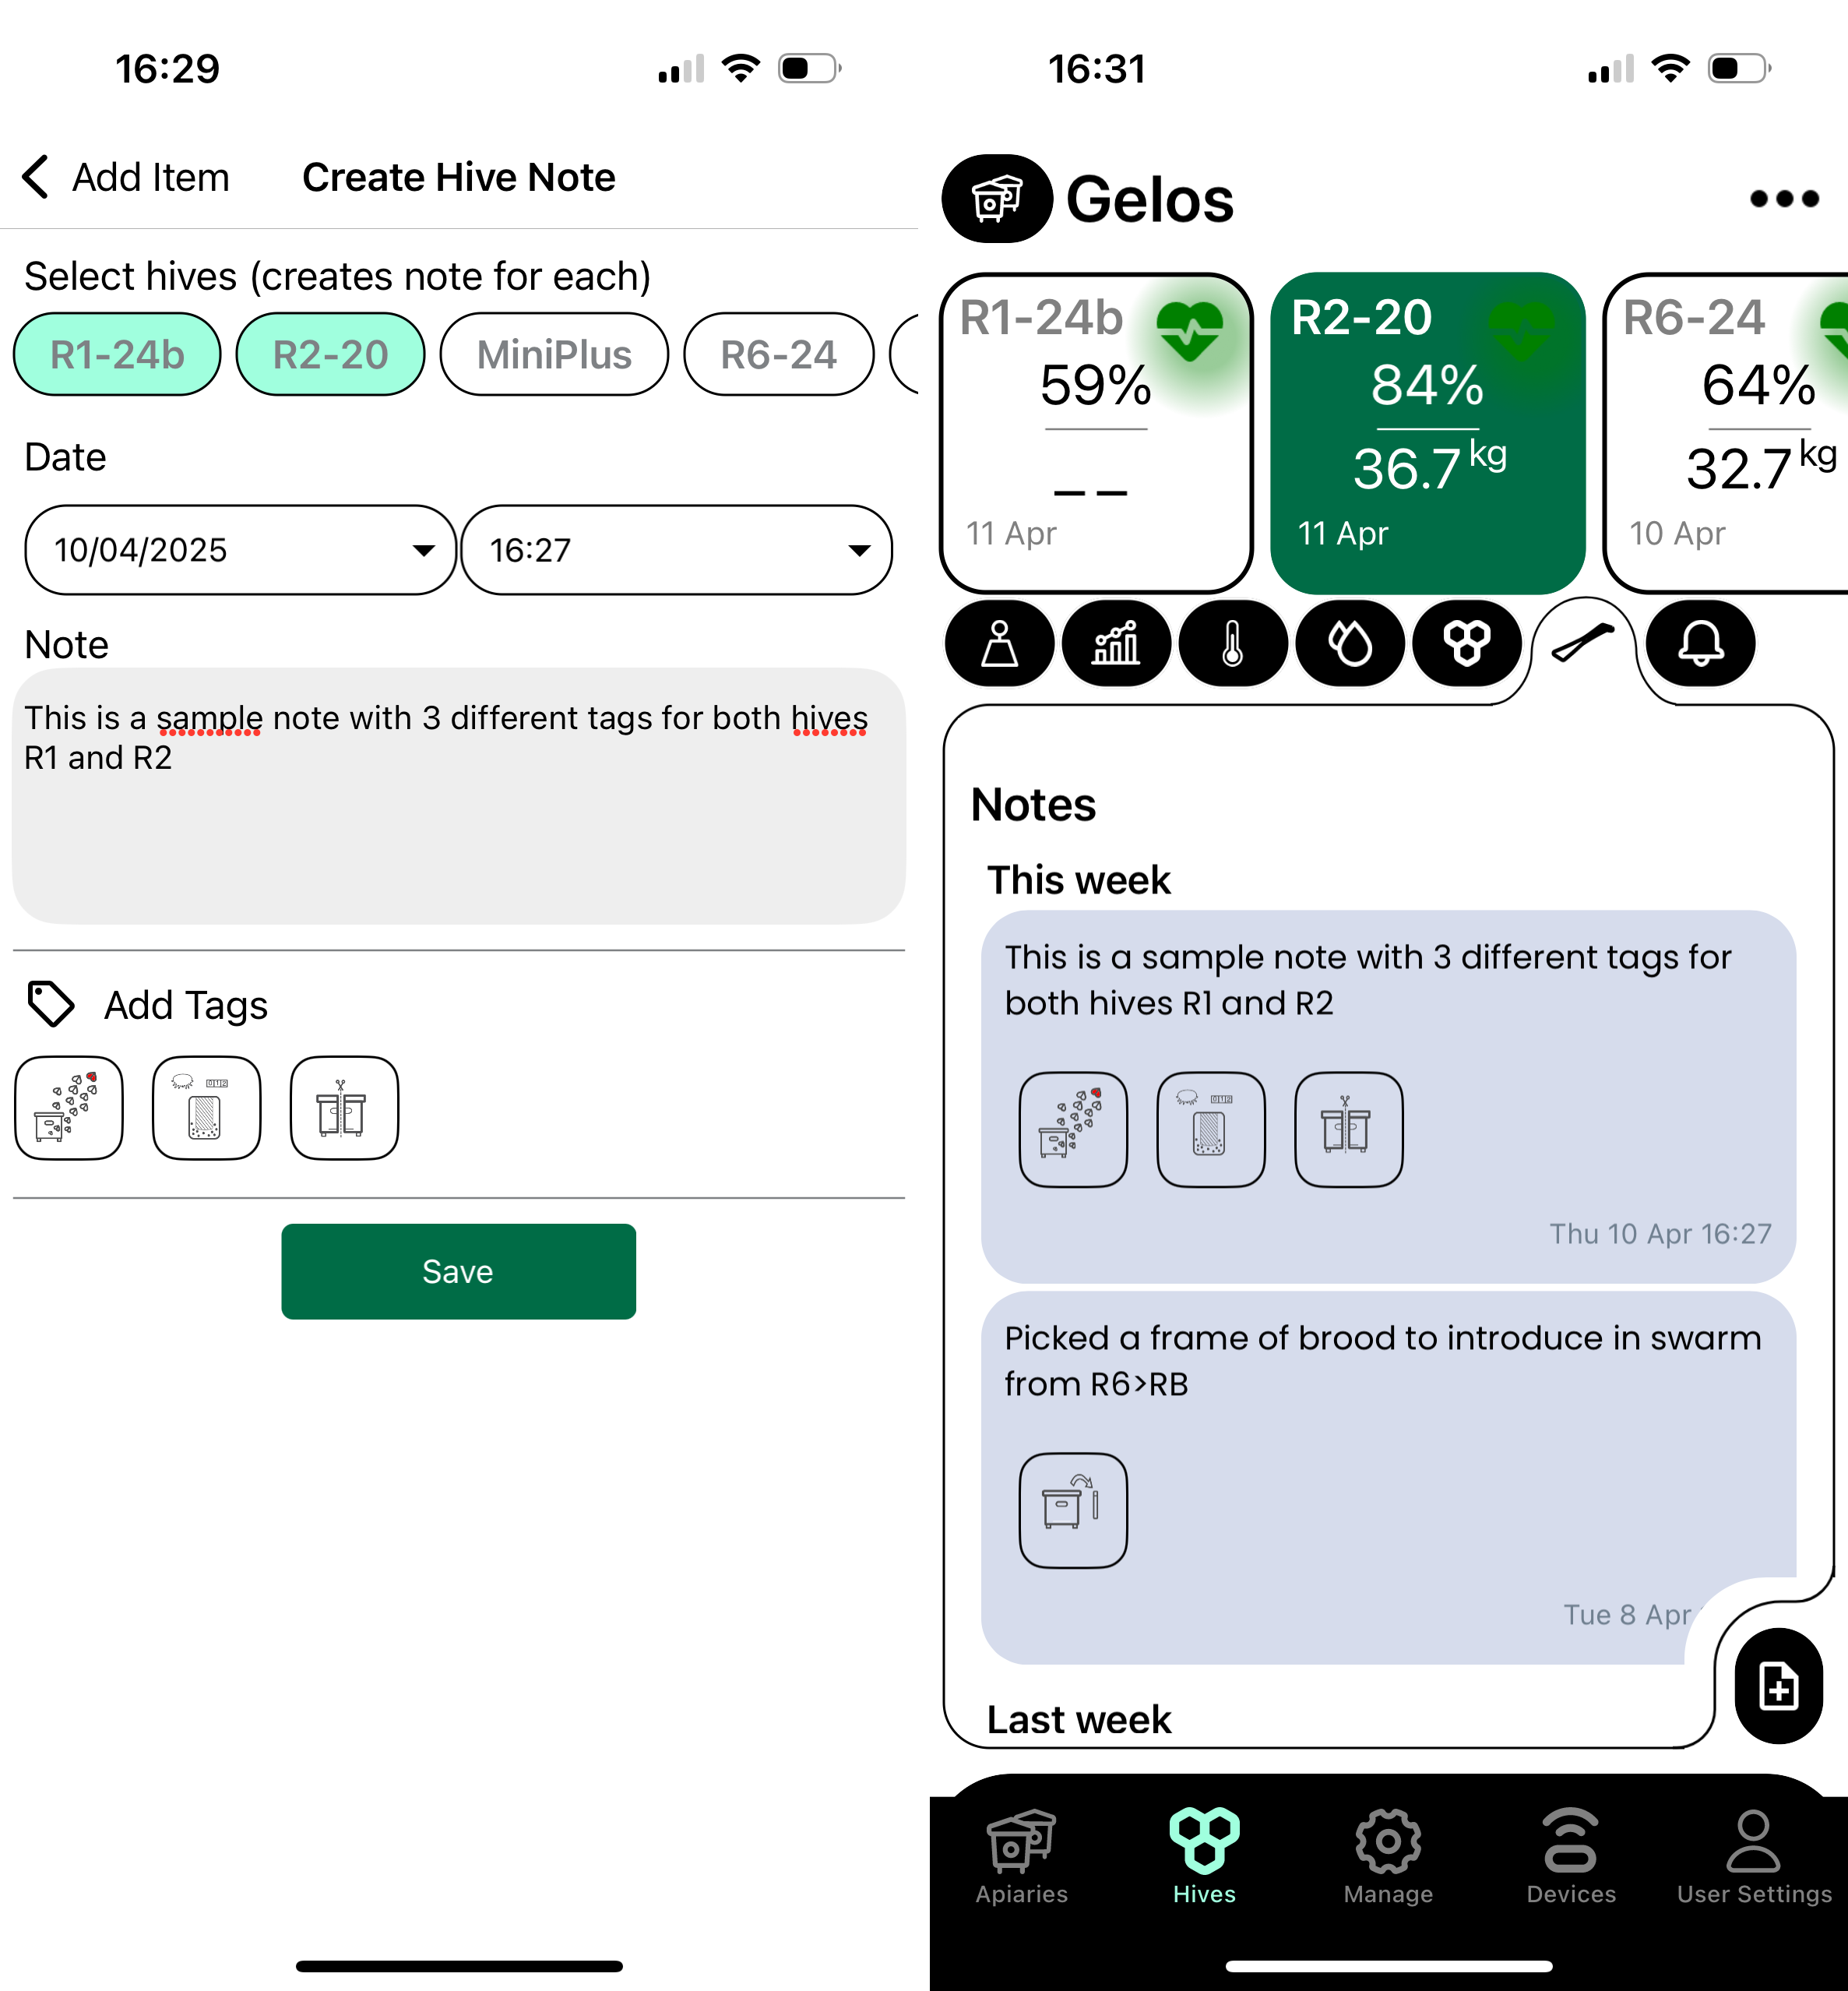 16:29
Add Item
Create Hive Note
Select hives (creates note for each)
R1-24b
R2-20
MiniPlus
R6-24
Date
10/04/2025
16:27
Note
This is a sample note with 3 different tags for both hives
R1 and R2
Add Tags
Save
16:31
Gelos
R1-24b
59%
--
11 Apr
R2-20
84%
36.7 kg
11 Apr
R6-24
64%
32.7 kg
10 Apr
Notes
This week
This is a sample note with 3 different tags for
both hives R1 and R2
Thu 10 Apr 16:27
Picked a frame of brood to introduce in swarm
from R6>RB
Tue 8 Apr
Last week
Apiaries
Hives
Manage
Devices
User Settings